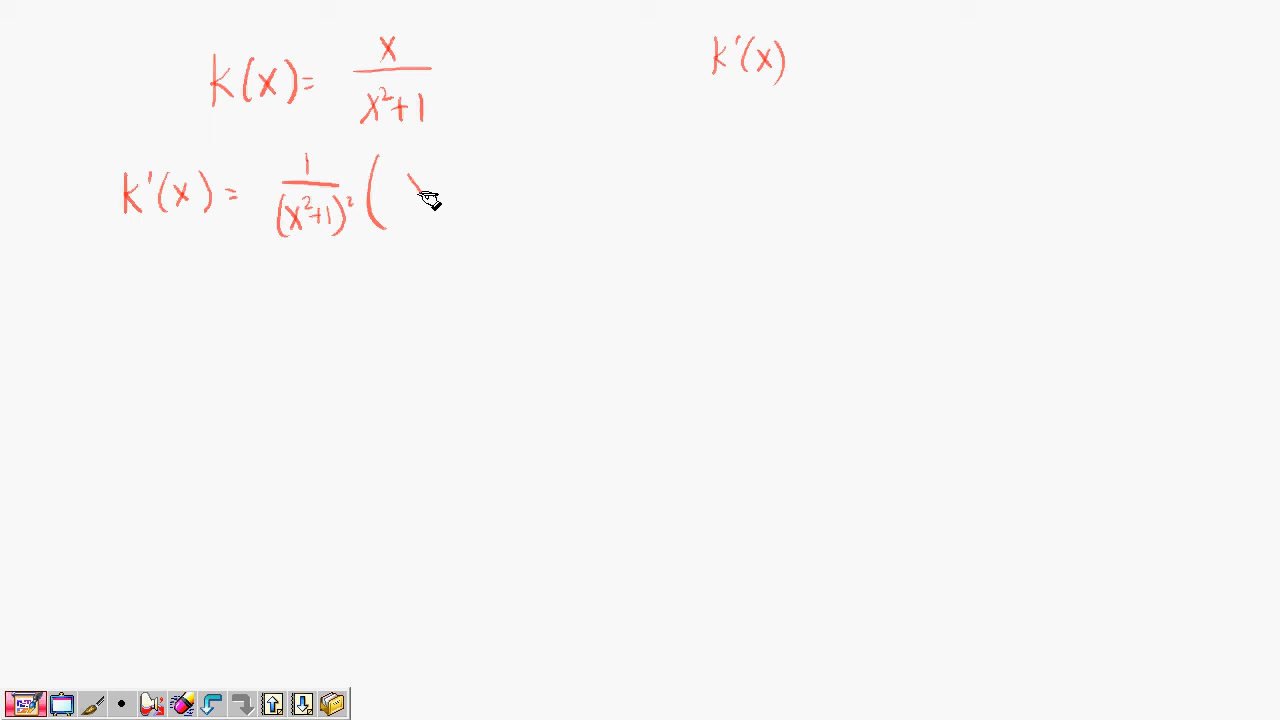 K(x) = x / (x²+1)
K'(x)
K'(x) = 1 / (x²+1)² (